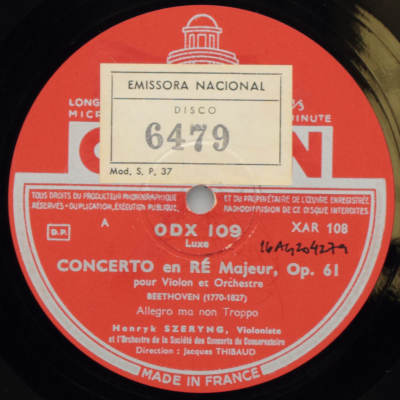 LONG
MICR
MINUTE
EMISSORA NACIONAL
DISCO
6479
Mod. S. P. 37
O N
TOUS DROITS DU PRODUCTEUR PHONOGRAPHIQUE ET DU PROPRIÉTAIRE DE L'ŒUVRE ENREGISTRÉE
RÉSERVÉS · DUPLICATION, EXÉCUTION PUBLIQUE, RADIODIFFUSION DE CE DISQUE INTERDITES
D.P. A ODX 109 XAR 108
Luxe
16AG204279
CONCERTO en RÉ Majeur, Op. 61
pour Violon et Orchestre
BEETHOVEN (1770-1827)
Allegro ma non Troppo
Henryk SZERYNG, Violoniste
et l'Orchestre de la Société des Concerts du Conservatoire
Direction : Jacques THIBAUD
MADE IN FRANCE